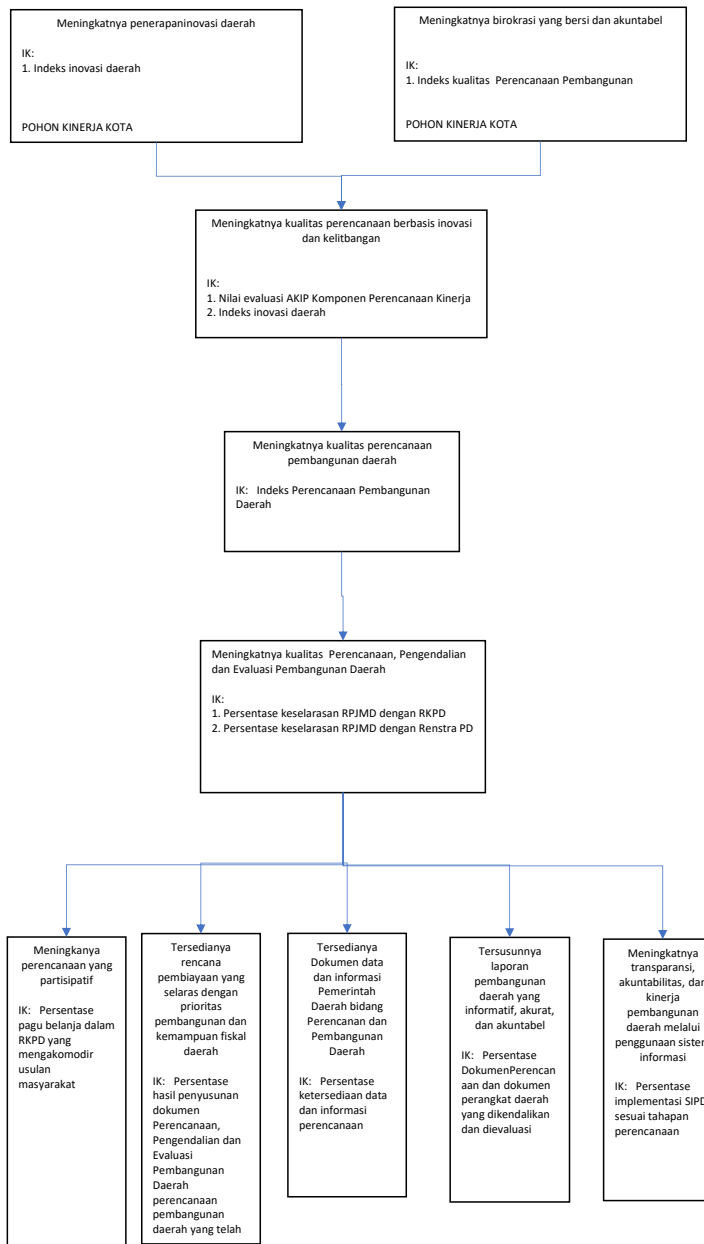 Meningkatnya penerapaninovasi daerah
IK:
1. Indeks inovasi daerah
POHON KINERJA KOTA
Meningkatnya birokrasi yang bersi dan akuntabel
IK:
1. Indeks kualitas Perencanaan Pembangunan
POHON KINERJA KOTA
Meningkatnya kualitas perencanaan berbasis inovasi
dan kelitbangan
IK:
1. Nilai evaluasi AKIP Komponen Perencanaan Kinerja
2. Indeks inovasi daerah
Meningkatnya kualitas perencanaan
pembangunan daerah
IK: Indeks Perencanaan Pembangunan
Daerah
Meningkatnya kualitas Perencanaan, Pengendalian
dan Evaluasi Pembangunan Daerah
IK:
1. Persentase keselarasan RPJMD dengan RKPD
2. Persentase keselarasan RPJMD dengan Renstra PD
Meningkanya
perencanaan yang
partisipatif
IK: Persentase
pagu belanja dalam
RKPD yang
mengakomodir
usulan
masyarakat
Tersedianya
rencana
pembiayaan yang
selaras dengan
prioritas
pembangunan dan
kemampuan fiskal
daerah
IK: Persentase
hasil penyusunan
dokumen
Perencanaan,
Pengendalian dan
Evaluasi
Pembangunan
Daerah
perencanaan
pembangunan
daerah yang telah
Tersedianya
Dokumen data
dan informasi
Pemerintah
Daerah bidang
Perencanan dan
Pembangunan
Daerah
IK: Persentase
ketersediaan data
dan informasi
perencanaan
Tersusunnya
laporan
pembangunan
daerah yang
informatif, akurat,
dan akuntabel
IK: Persentase
DokumenPerencan
aan dan dokumen
perangkat daerah
yang dikendalikan
dan dievaluasi
Meningkatnya
transparansi,
akuntabilitas, dan
kinerja
pembangunan
daerah melalui
penggunaan sistem
informasi
IK: Persentase
implementasi SIPD
sesuai tahapan
perencanaan